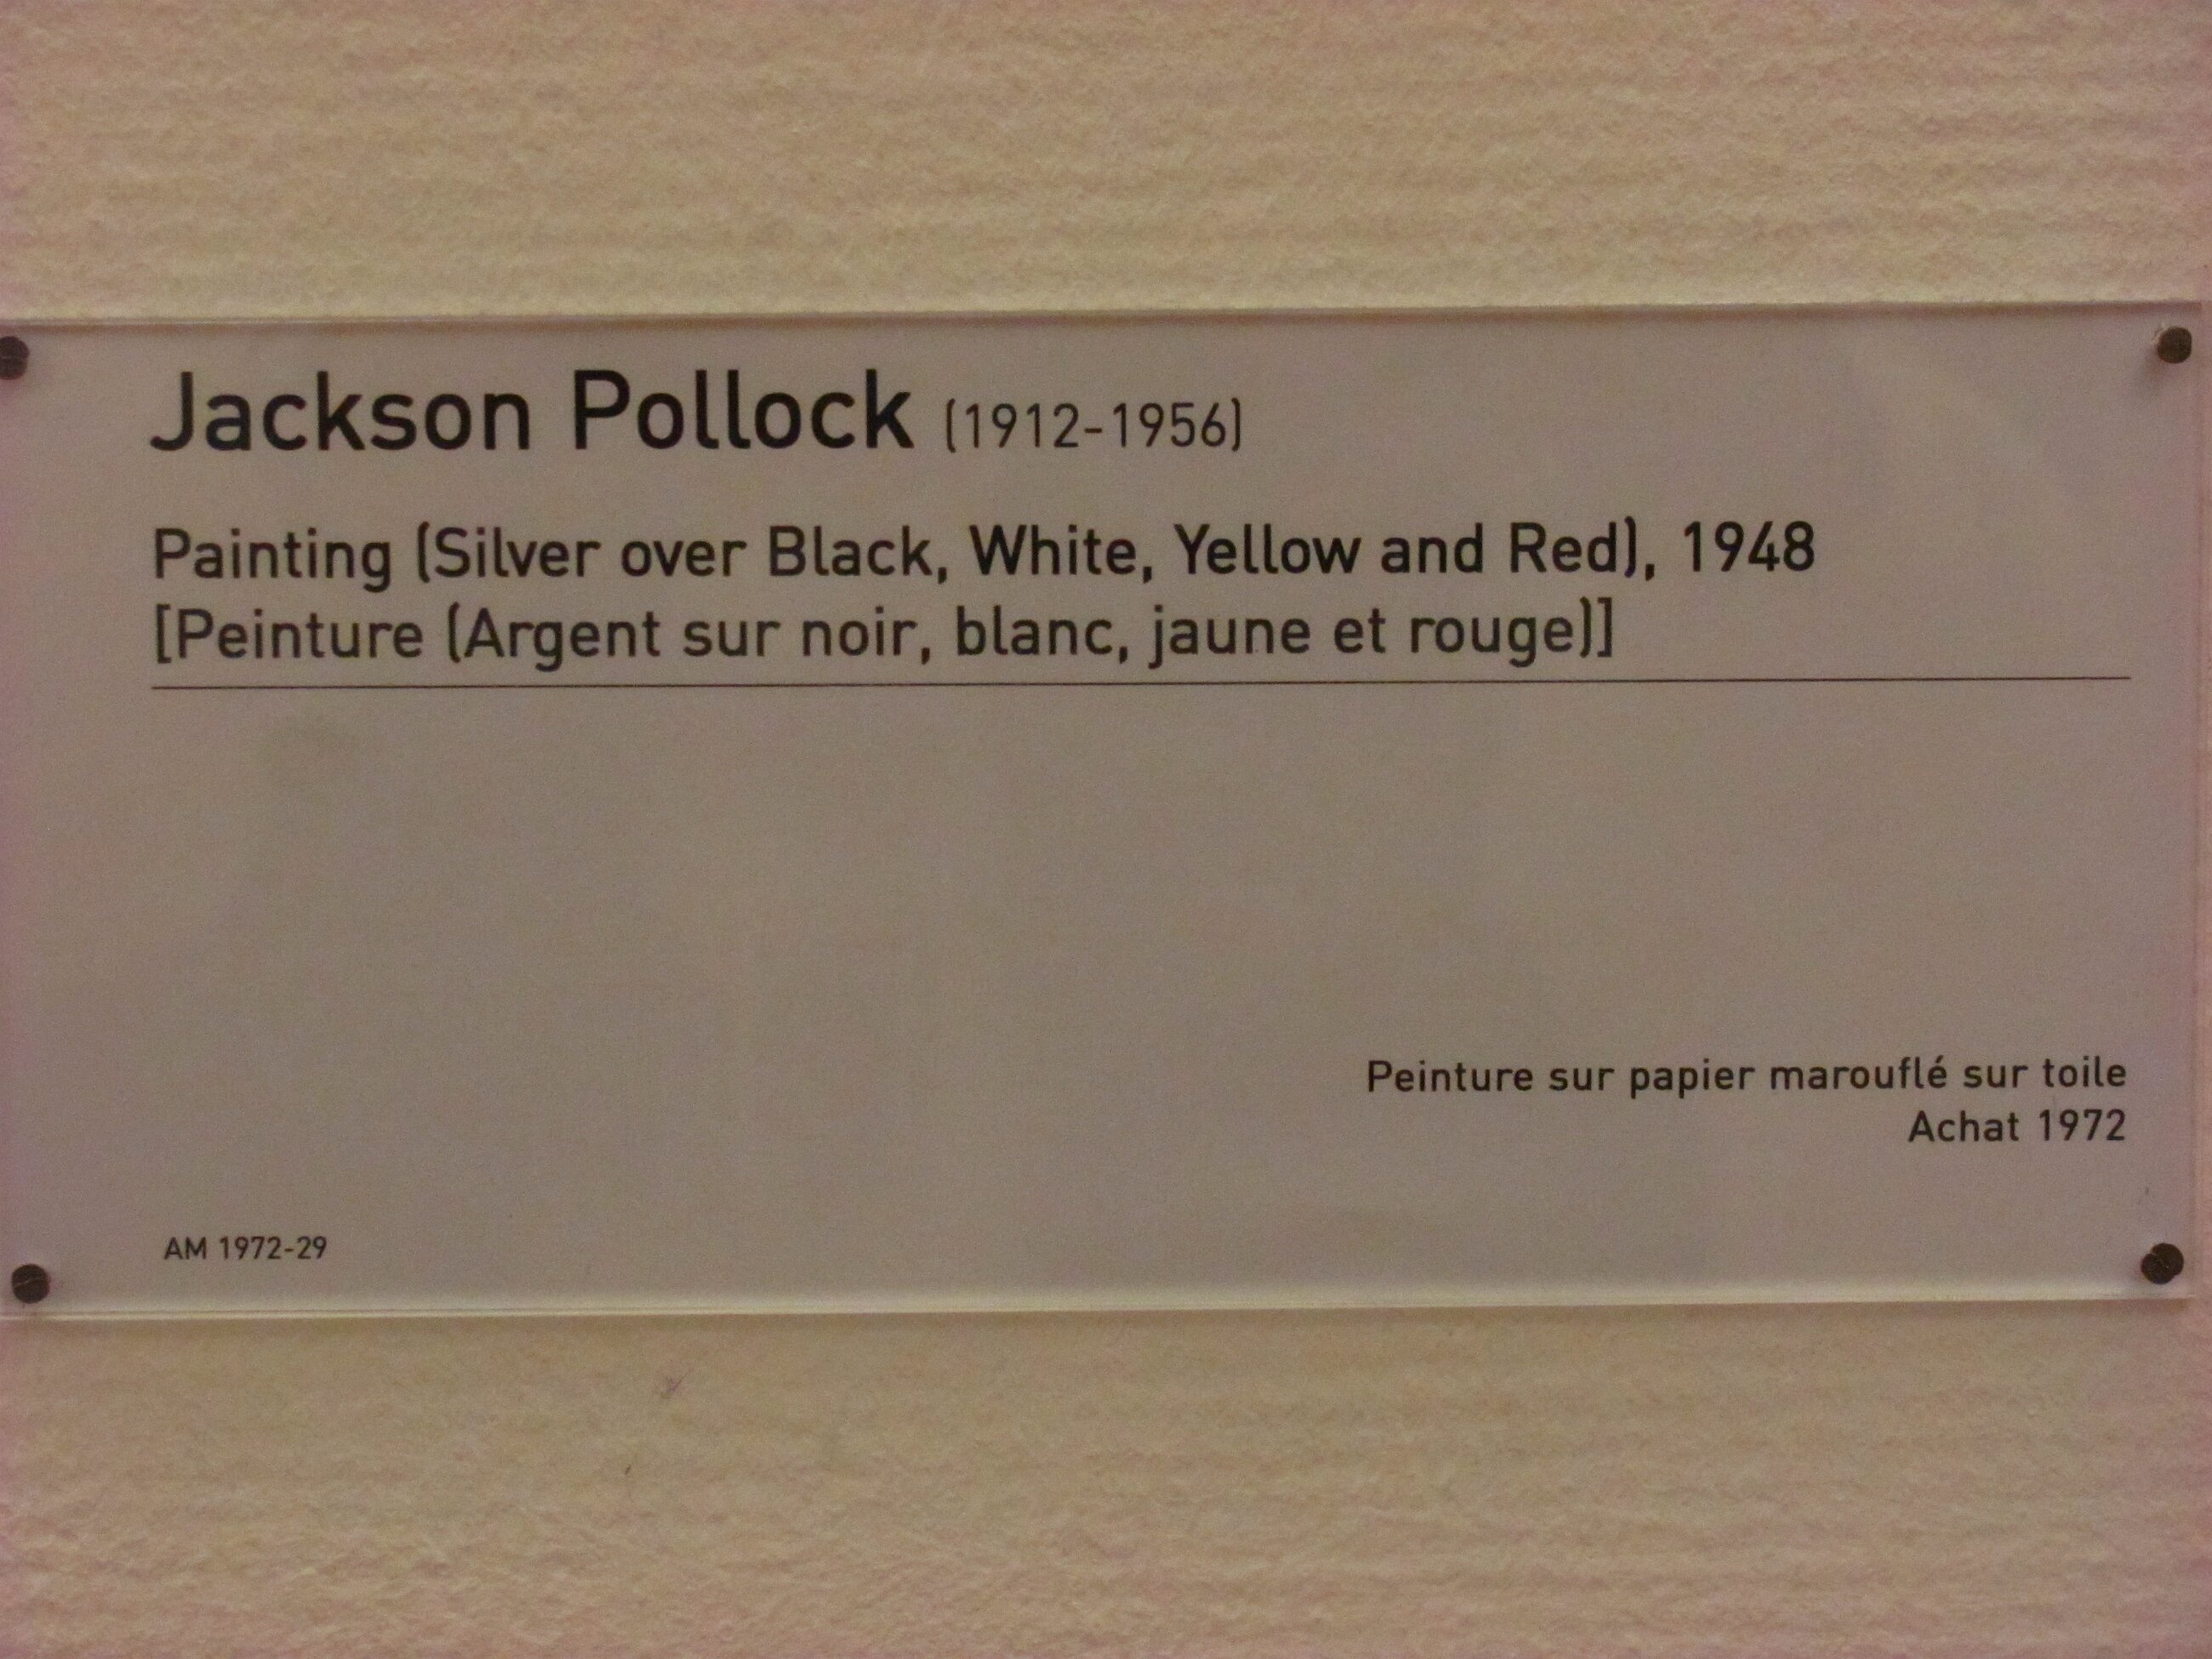 Jackson Pollock (1912-1956)
Painting (Silver over Black, White, Yellow and Red), 1948
[Peinture (Argent sur noir, blanc, jaune et rouge)]
Peinture sur papier marouflé sur toile
Achat 1972
AM 1972-29